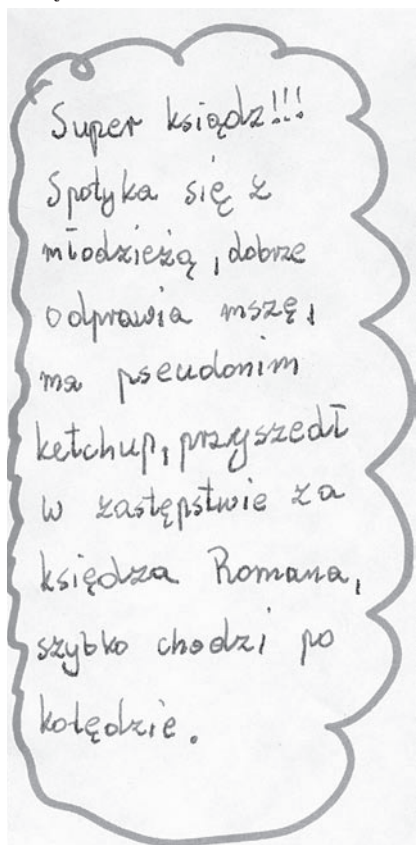 Super ksiądz!!!
Spotyka się z
młodzieżą, dobrze
odprawia mszę,
ma pseudonim
ketchup, przyszedł
w zastępstwie za
księdza Romana,
szybko chodzi po
kolędzie.